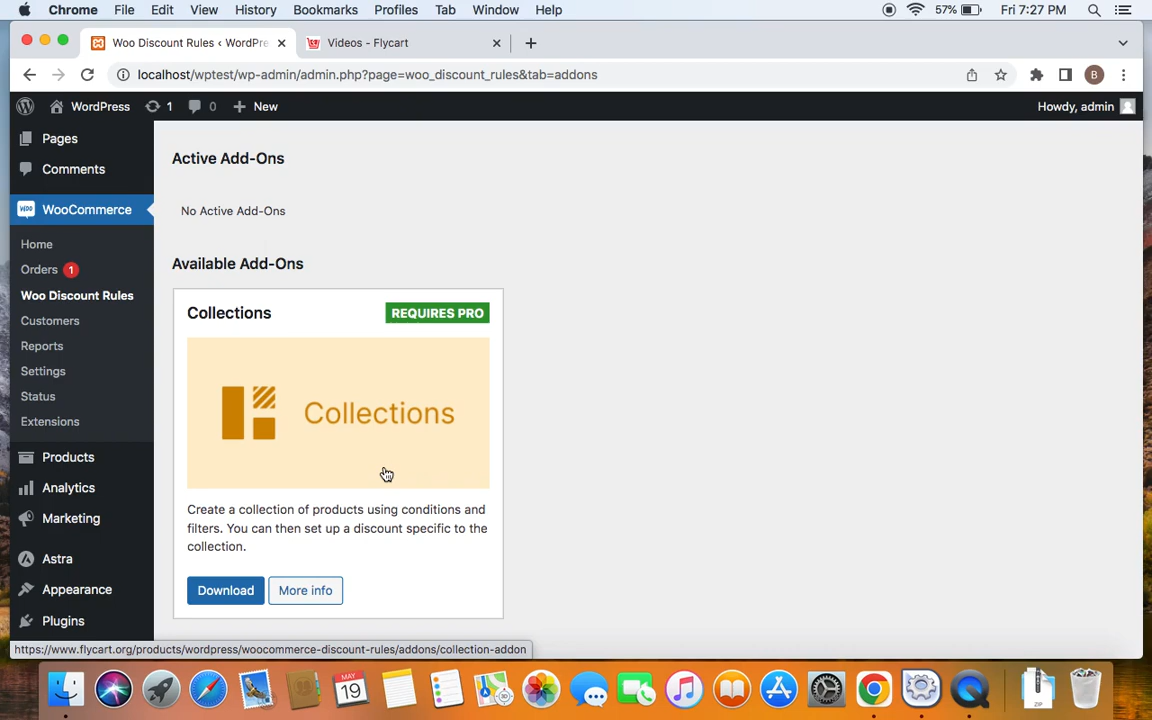 Chrome File Edit View History Bookmarks Profiles Tab Window Help 57% Fri 7:27 PM
Woo Discount Rules ‹ WordPre Videos - Flycart
localhost/wptest/wp-admin/admin.php?page=woo_discount_rules&tab=addons B
WordPress 1 0 New Howdy, admin
Pages
Comments
WooCommerce
Home
Orders 1
Woo Discount Rules
Customers
Reports
Settings
Status
Extensions
Products
Analytics
Marketing
Astra
Appearance
Plugins
Active Add-Ons
No Active Add-Ons
Available Add-Ons
Collections REQUIRES PRO
Collections
Create a collection of products using conditions and
filters. You can then set up a discount specific to the
collection.
Download More info
https://www.flycart.org/products/wordpress/woocommerce-discount-rules/addons/collection-addon
MAY
19
ZIP